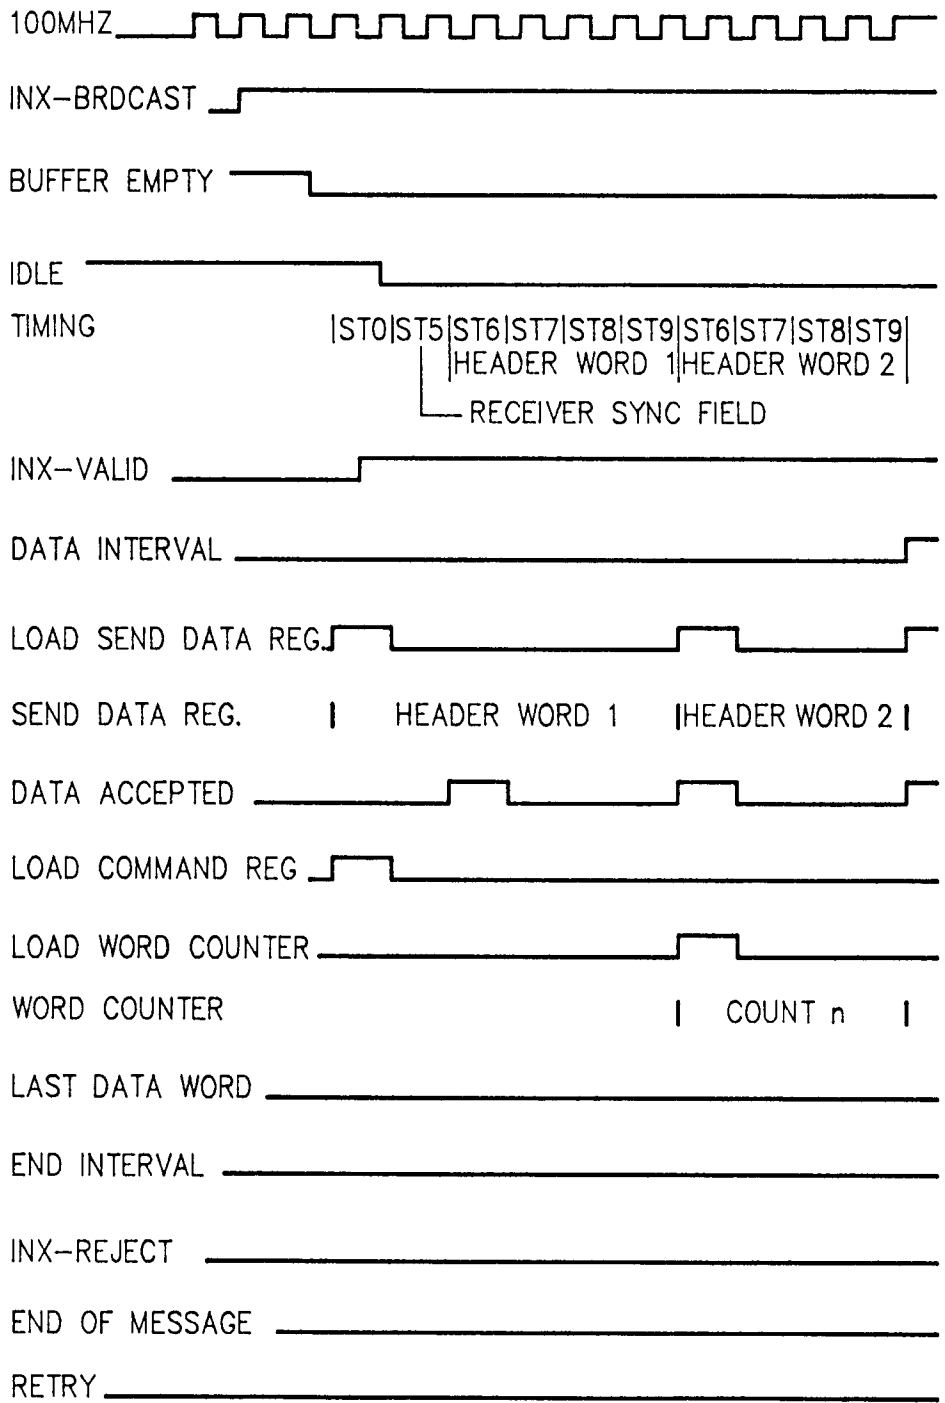 100MHZ
INX-BRDCAST
BUFFER EMPTY
IDLE
TIMING |ST0|ST5|ST6|ST7|ST8|ST9|ST6|ST7|ST8|ST9|
|HEADER WORD 1|HEADER WORD 2|
RECEIVER SYNC FIELD
INX-VALID
DATA INTERVAL
LOAD SEND DATA REG.
SEND DATA REG. | HEADER WORD 1 |HEADER WORD 2|
DATA ACCEPTED
LOAD COMMAND REG
LOAD WORD COUNTER
WORD COUNTER | COUNT n |
LAST DATA WORD
END INTERVAL
INX-REJECT
END OF MESSAGE
RETRY